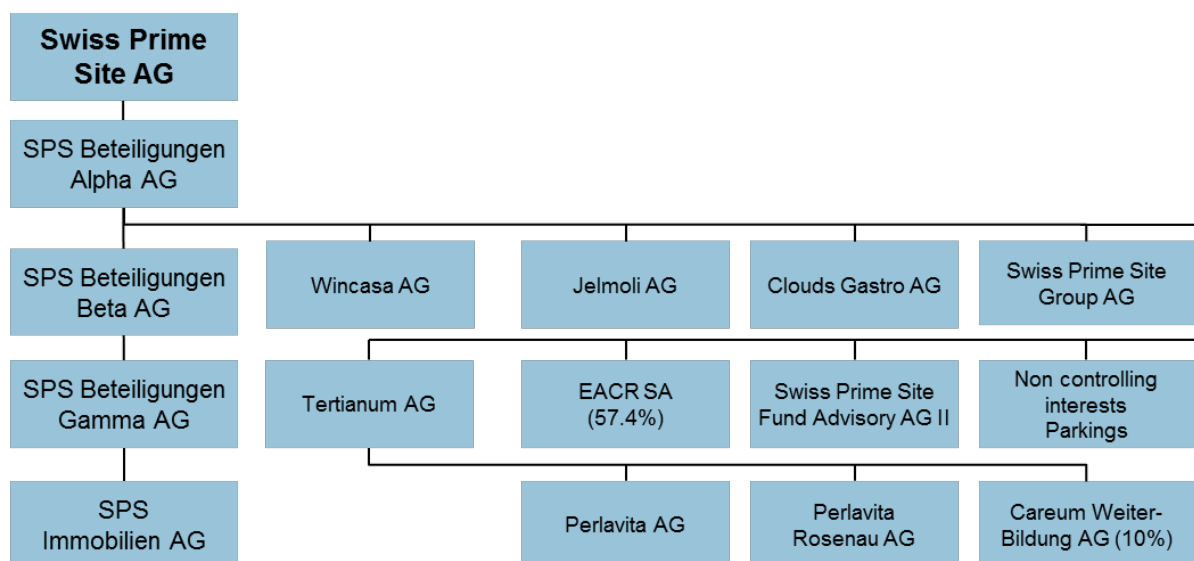 Swiss Prime
Site AG
SPS Beteiligungen
Alpha AG
SPS Beteiligungen
Beta AG
Wincasa AG
Jelmoli AG
Clouds Gastro AG
Swiss Prime Site
Group AG
SPS Beteiligungen
Gamma AG
Tertianum AG
EACR SA
(57.4%)
Swiss Prime Site
Fund Advisory AG II
Non controlling
interests
Parkings
SPS
Immobilien AG
Perlavita AG
Perlavita
Rosenau AG
Careum Weiter-
Bildung AG (10%)